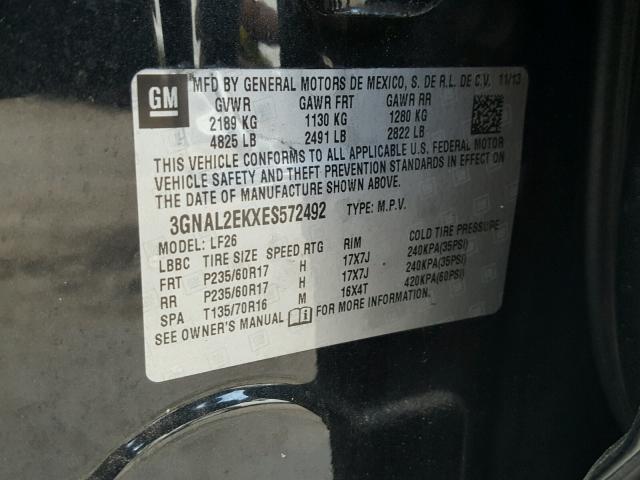 GM
MFD BY GENERAL MOTORS DE MEXICO, S. DE R.L. DE C.V. 11/13
GVWR GAWR FRT GAWR RR
2189 KG 1130 KG 1280 KG
4825 LB 2491 LB 2822 LB
THIS VEHICLE CONFORMS TO ALL APPLICABLE U.S. FEDERAL MOTOR
VEHICLE SAFETY AND THEFT PREVENTION STANDARDS IN EFFECT ON
THE DATE OF MANUFACTURE SHOWN ABOVE.
3GNAL2EKXES572492 TYPE: M.P.V.
MODEL: LF26
LBBC TIRE SIZE SPEED RTG RIM COLD TIRE PRESSURE
FRT P235/60R17 H 17X7J 240KPA(35PSI)
RR P235/60R17 H 17X7J 240KPA(35PSI)
SPA T135/70R16 M 16X4T 420KPA(60PSI)
SEE OWNER'S MANUAL FOR MORE INFORMATION.